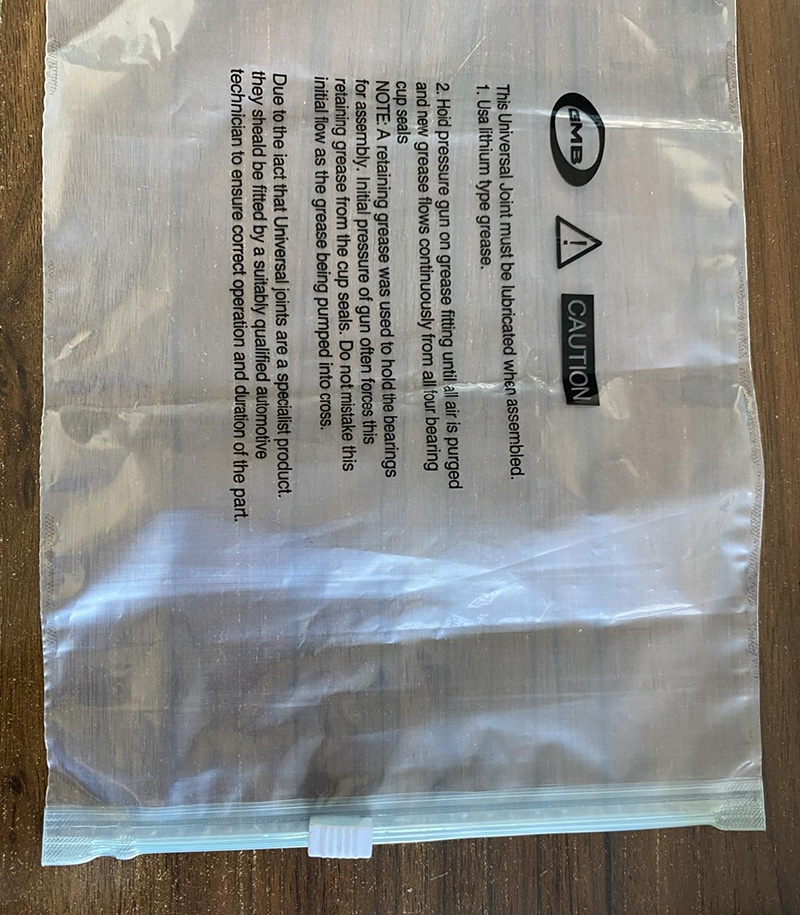 GMB
CAUTION
This Universal Joint must be lubricated when assembled.
1. Usa lithium type grease.
2. Hoid pressure gun on grease fitting until all air is purged
and new grease flows continuously from all four bearing
cup seals
NOTE: A retaining grease was used to hold the bearings
for assembly. Initial pressure of gun often forces this
retaining grease from the cup seals. Do not mistake this
initial flow as the grease being pumped into cross.
Due to the iact that Universal joints are a specialist product.
they sheald be fitted by a suitably qualified automotive
technician to ensure correct operation and duration of the part.